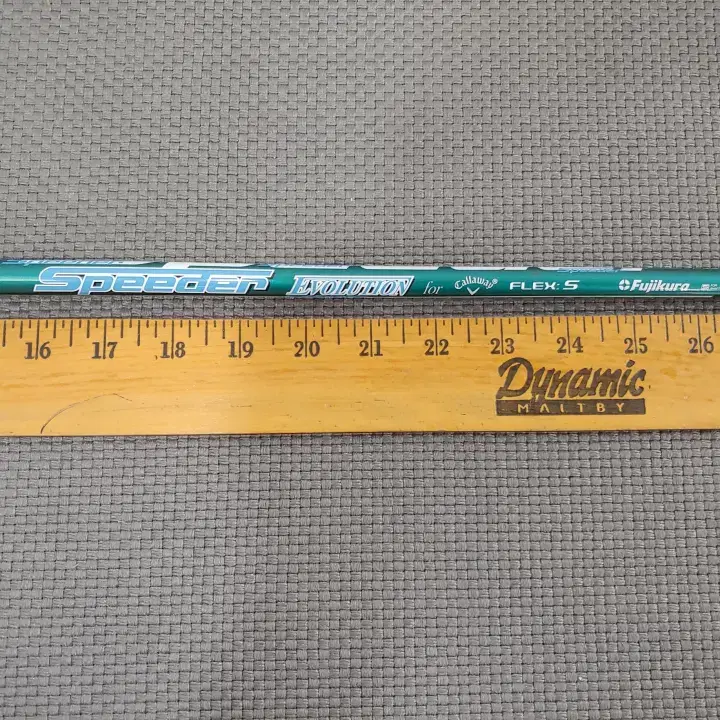 Speeder EVOLUTION for Callaway® FLEX: S Fujikura
16 17 18 19 20 21 22 23 24 25 26
Dynamic
MALTBY